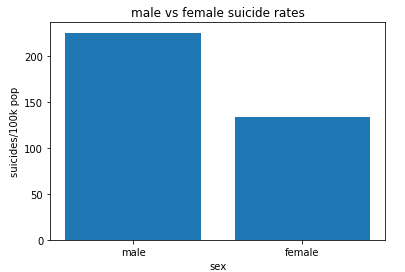 male vs female suicide rates
suicides/100k pop
200
150
100
50
0
male female
sex